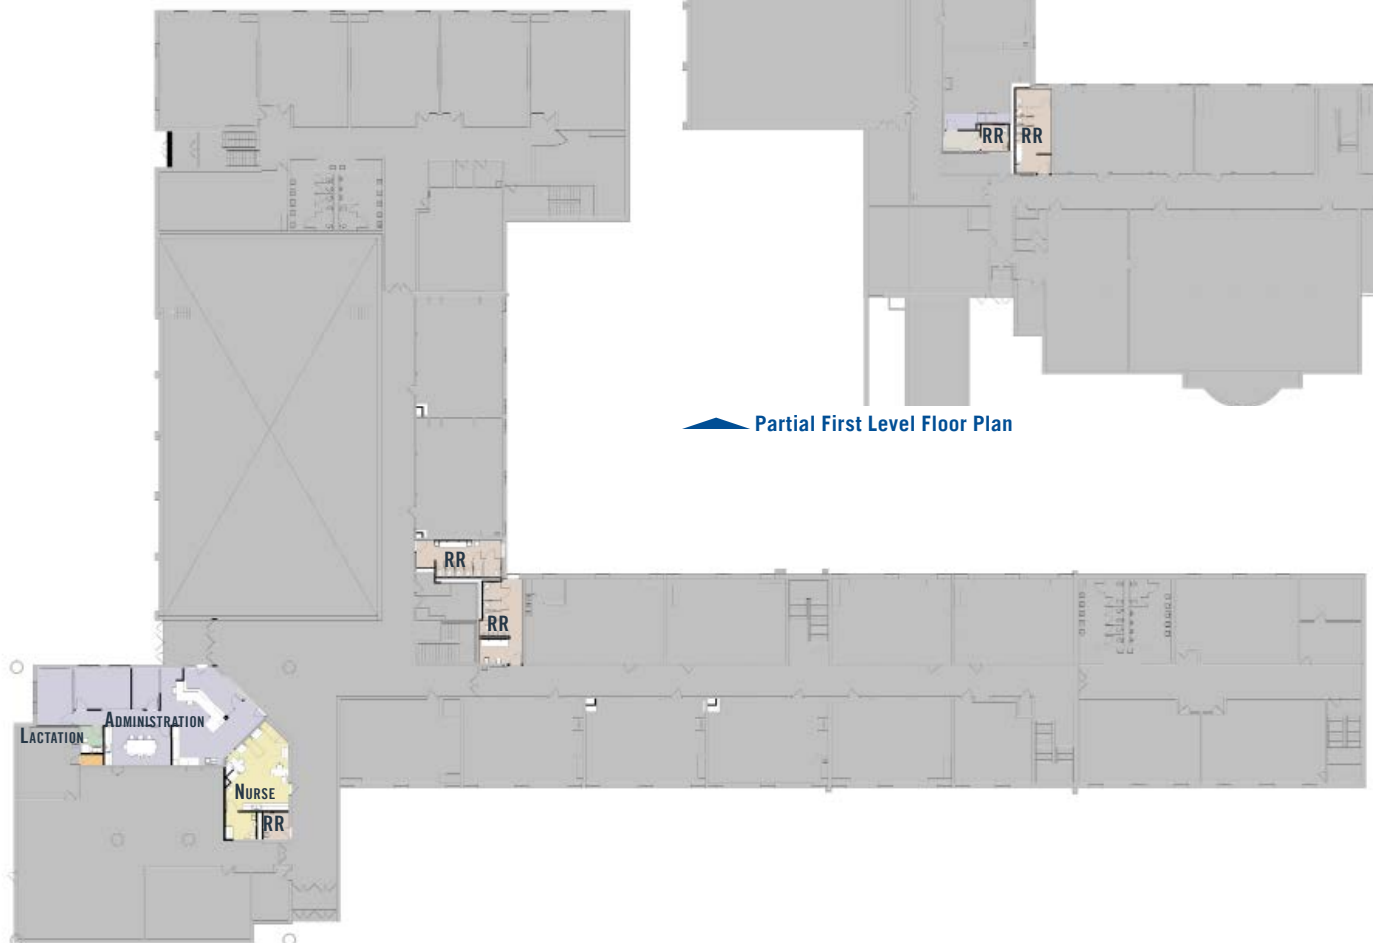 RR RR
Partial First Level Floor Plan
RR
RR
Administration
Lactation
Nurse
RR